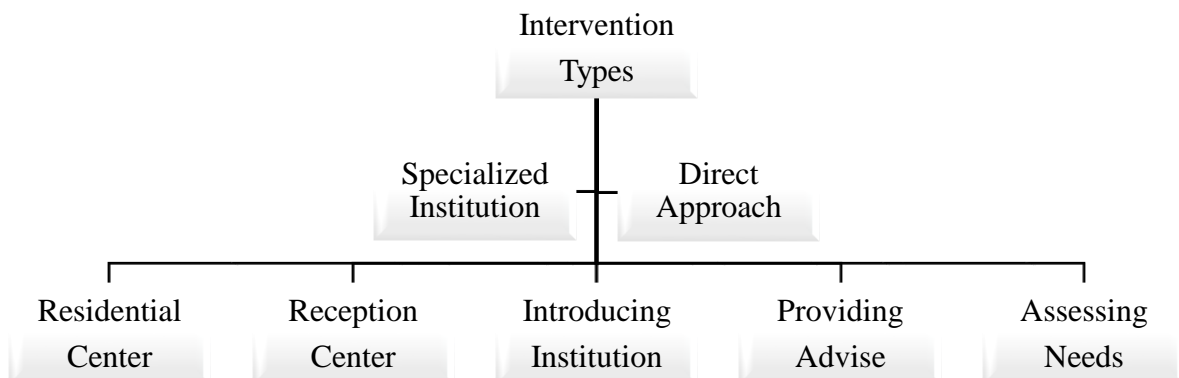 Intervention
Types
Specialized
Institution
Direct
Approach
Residential
Center
Reception
Center
Introducing
Institution
Providing
Advise
Assessing
Needs